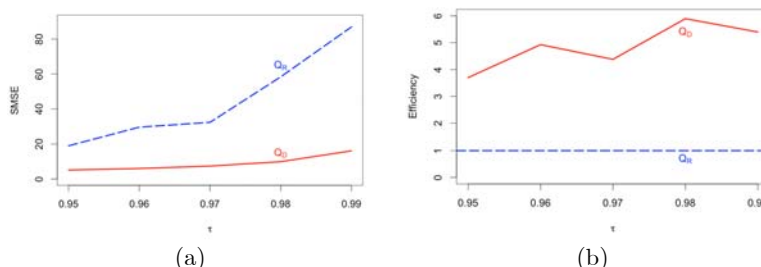 SMSE
80
60
40
20
0
Q_R
Q_D
0.95 0.96 0.97 0.98 0.99
τ
(a)
Efficiency
6
5
4
3
2
1
0
Q_D
Q_R
0.95 0.96 0.97 0.98
τ
(b)